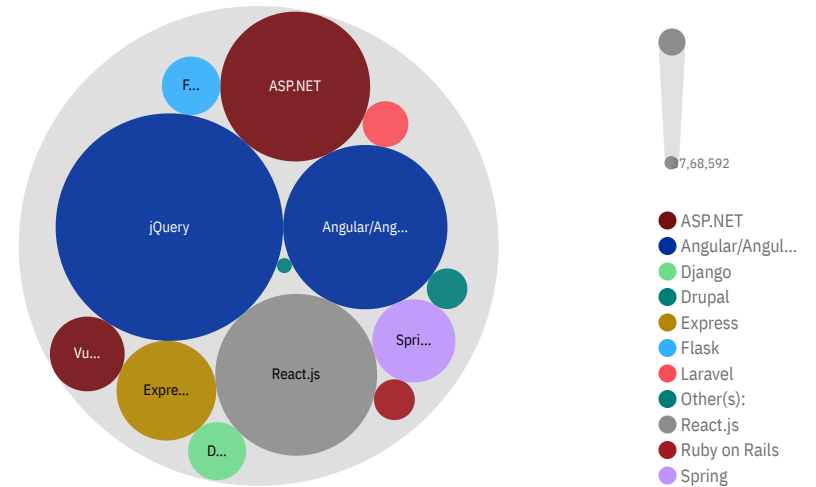 F...
ASP.NET
jQuery
Angular/Ang...
Spri...
Vu...
React.js
Expre...
D...
37,68,592
ASP.NET
Angular/Angul...
Django
Drupal
Express
Flask
Laravel
Other(s):
React.js
Ruby on Rails
Spring